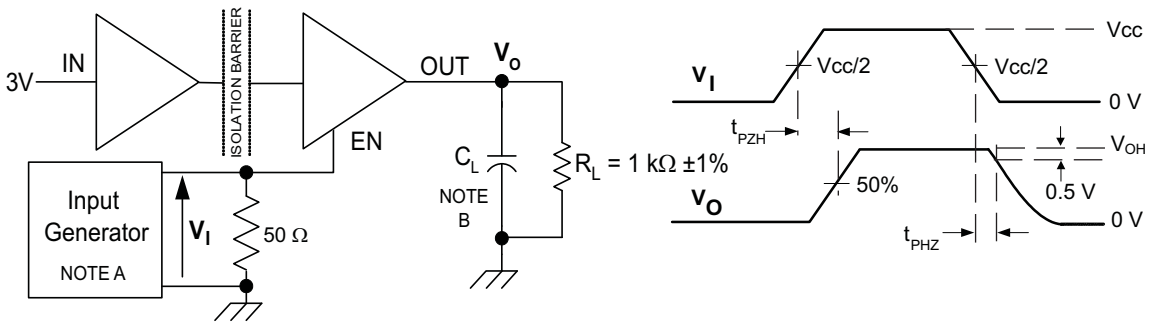 3V
IN
ISOLATION BARRIER
OUT
EN
Vo
CL
NOTE
B
RL = 1 kΩ ±1%
Input
Generator
NOTE A
VI
50 Ω
VI
Vcc/2
Vcc/2
Vcc
0 V
tPZH
VO
50%
VOH
0.5 V
0 V
tPHZ